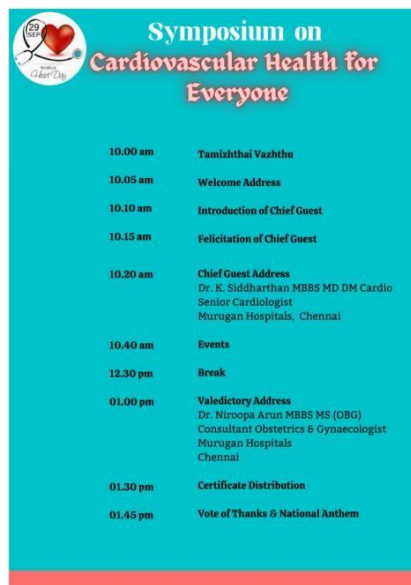 29
SEP
WORLD
Heart Day
Symposium on
Cardiovascular Health for
Everyone
10.00 am Tamizhthai Vazhthu
10.05 am Welcome Address
10.10 am Introduction of Chief Guest
10.15 am Felicitation of Chief Guest
10.20 am Chief Guest Address
Dr. K. Siddharthan MBBS MD DM Cardio
Senior Cardiologist
Murugan Hospitals, Chennai
10.40 am Events
12.30 pm Break
01.00 pm Valedictory Address
Dr. Niroopa Arun MBBS MS (OBG)
Consultant Obstetrics & Gynaecologist
Murugan Hospitals
Chennai
01.30 pm Certificate Distribution
01.45 pm Vote of Thanks & National Anthem